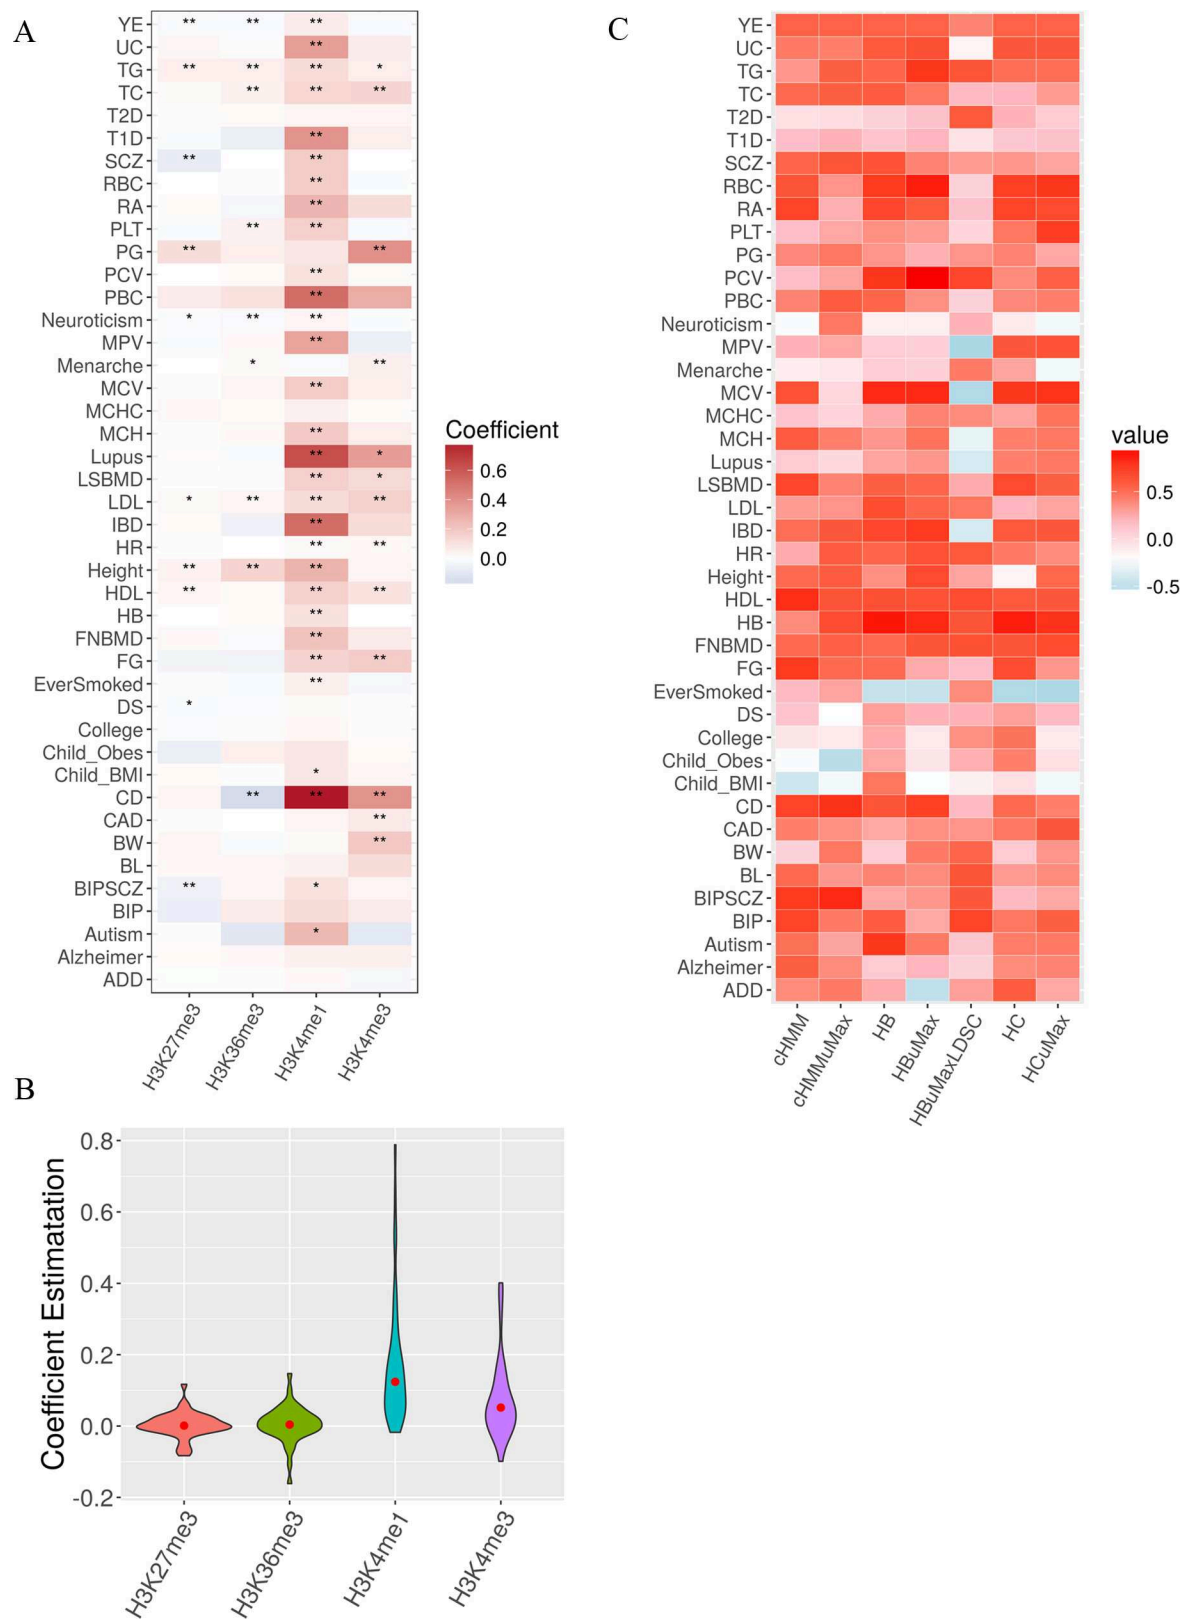 A
YE ** ** **
UC **
TG ** ** ** *
TC ** ** **
T2D
T1D **
SCZ ** **
RBC **
RA **
PLT ** **
PG ** **
PCV **
PBC **
Neuroticism * ** **
MPV **
Menarche * **
MCV **
MCHC
MCH **
Lupus ** *
LSBMD ** *
LDL * ** ** **
IBD **
HR ** **
Height ** ** **
HDL ** ** **
HB **
FNBMD **
FG ** **
EverSmoked **
DS *
College
Child_Obes
Child_BMI *
CD ** ** **
CAD **
BW **
BL
BIPSCZ ** *
BIP
Autism *
Alzheimer
ADD
H3K27me3
H3K36me3
H3K4me1
H3K4me3
Coefficient
0.6
0.4
0.2
0.0
B
Coefficient Estimatation
0.8
0.6
0.4
0.2
0.0
-0.2
H3K27me3
H3K36me3
H3K4me1
H3K4me3
C
YE
UC
TG
TC
T2D
T1D
SCZ
RBC
RA
PLT
PG
PCV
PBC
Neuroticism
MPV
Menarche
MCV
MCHC
MCH
Lupus
LSBMD
LDL
IBD
HR
Height
HDL
HB
FNBMD
FG
EverSmoked
DS
College
Child_Obes
Child_BMI
CD
CAD
BW
BL
BIPSCZ
BIP
Autism
Alzheimer
ADD
cHMM
cHMMuMax
HB
HBuMax
HBuMaxLDSC
HC
HCuMax
value
0.5
0.0
-0.5